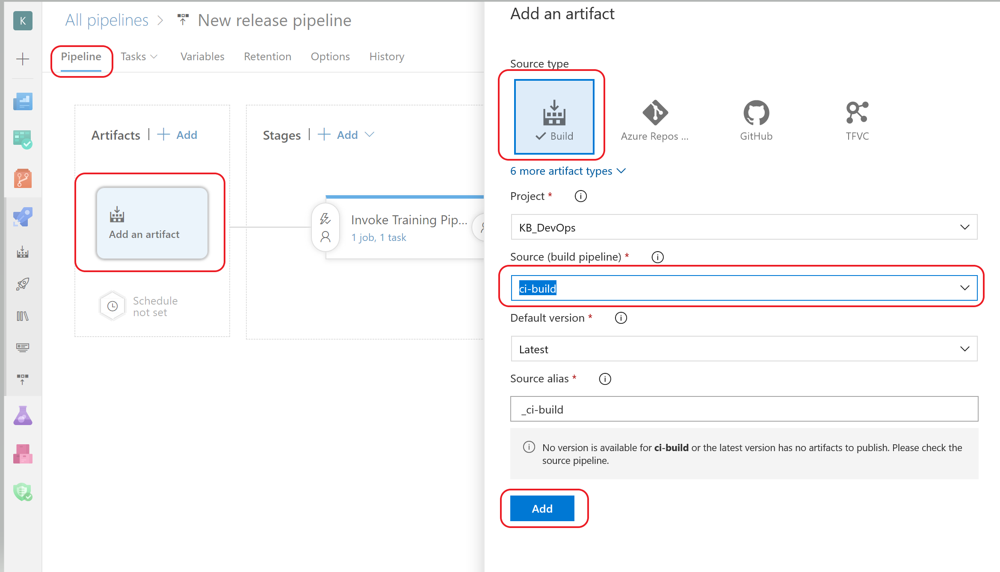 K
All pipelines > New release pipeline
Pipeline Tasks Variables Retention Options History
Artifacts | + Add
Stages | + Add
Add an artifact
Invoke Training Pip...
1 job, 1 task
Schedule
not set
Add an artifact
Source type
Build
Azure Repos ...
GitHub
TFVC
6 more artifact types
Project *
KB_DevOps
Source (build pipeline) *
ci-build
Default version *
Latest
Source alias *
_ci-build
No version is available for ci-build or the latest version has no artifacts to publish. Please check the
source pipeline.
Add